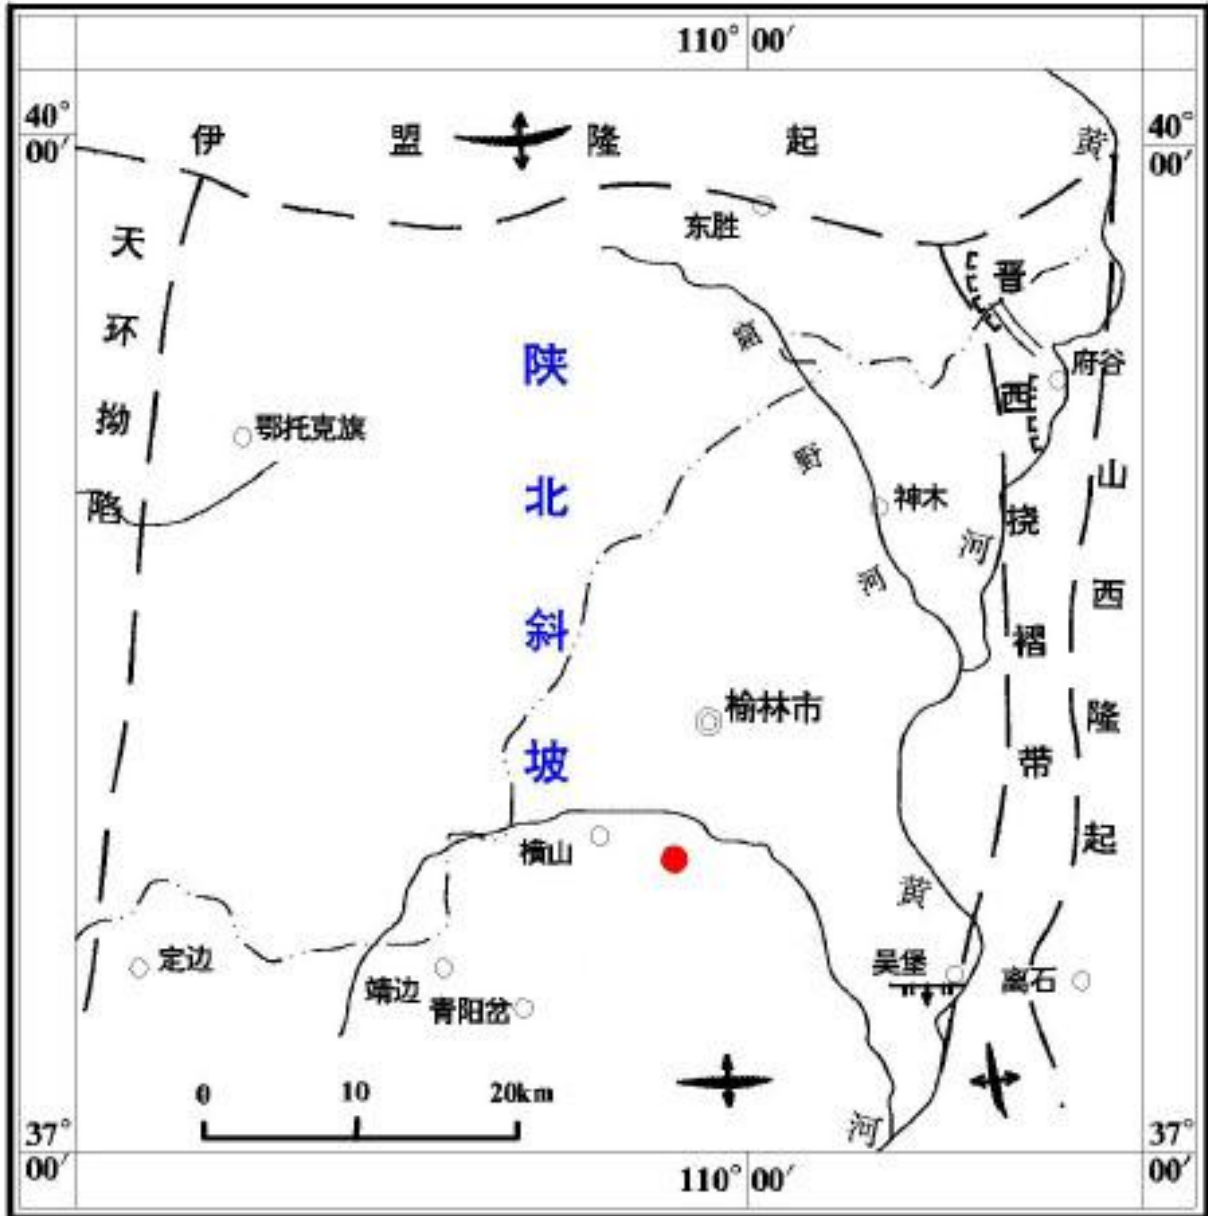 110° 00′
40° 00′
40° 00′
伊盟隆起
黄
河
东胜
天环拗陷
晋西挠褶带
窟野河
陕北斜坡
府谷
鄂托克旗
山西隆起
神木
榆林市
横山
黄
河
定边
靖边
青阳岔
吴堡
离石
0 10 20km
37° 00′
37° 00′
110° 00′